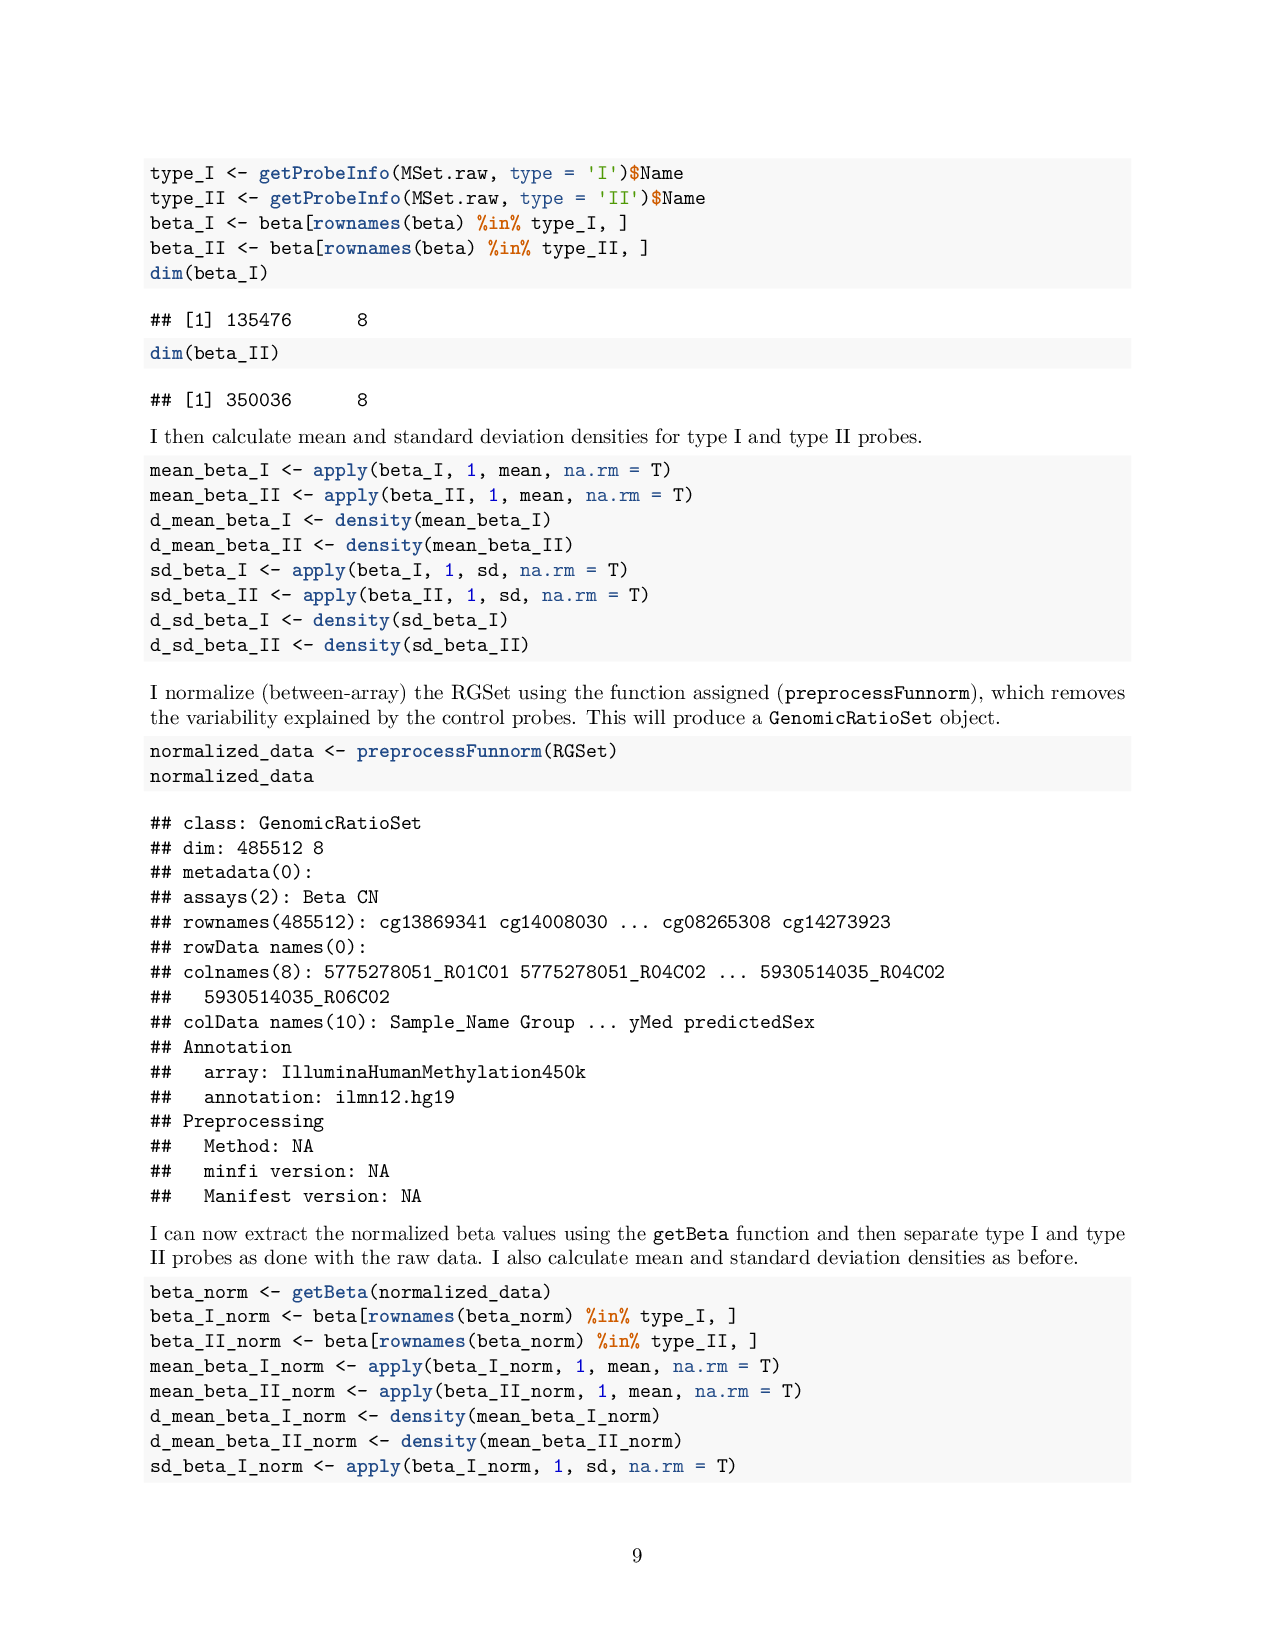 type_I <- getProbeInfo(MSet.raw, type = 'I')$Name
type_II <- getProbeInfo(MSet.raw, type = 'II')$Name
beta_I <- beta[rownames(beta) %in% type_I, ]
beta_II <- beta[rownames(beta) %in% type_II, ]
dim(beta_I)
## [1] 135476      8
dim(beta_II)
## [1] 350036      8
I then calculate mean and standard deviation densities for type I and type II probes.
mean_beta_I <- apply(beta_I, 1, mean, na.rm = T)
mean_beta_II <- apply(beta_II, 1, mean, na.rm = T)
d_mean_beta_I <- density(mean_beta_I)
d_mean_beta_II <- density(mean_beta_II)
sd_beta_I <- apply(beta_I, 1, sd, na.rm = T)
sd_beta_II <- apply(beta_II, 1, sd, na.rm = T)
d_sd_beta_I <- density(sd_beta_I)
d_sd_beta_II <- density(sd_beta_II)
I normalize (between-array) the RGSet using the function assigned (preprocessFunnorm), which removes
the variability explained by the control probes. This will produce a GenomicRatioSet object.
normalized_data <- preprocessFunnorm(RGSet)
normalized_data
## class: GenomicRatioSet
## dim: 485512 8
## metadata(0):
## assays(2): Beta CN
## rownames(485512): cg13869341 cg14008030 ... cg08265308 cg14273923
## rowData names(0):
## colnames(8): 5775278051_R01C01 5775278051_R04C02 ... 5930514035_R04C02
##   5930514035_R06C02
## colData names(10): Sample_Name Group ... yMed predictedSex
## Annotation
##   array: IlluminaHumanMethylation450k
##   annotation: ilmn12.hg19
## Preprocessing
##   Method: NA
##   minfi version: NA
##   Manifest version: NA
I can now extract the normalized beta values using the getBeta function and then separate type I and type
II probes as done with the raw data. I also calculate mean and standard deviation densities as before.
beta_norm <- getBeta(normalized_data)
beta_I_norm <- beta[rownames(beta_norm) %in% type_I, ]
beta_II_norm <- beta[rownames(beta_norm) %in% type_II, ]
mean_beta_I_norm <- apply(beta_I_norm, 1, mean, na.rm = T)
mean_beta_II_norm <- apply(beta_II_norm, 1, mean, na.rm = T)
d_mean_beta_I_norm <- density(mean_beta_I_norm)
d_mean_beta_II_norm <- density(mean_beta_II_norm)
sd_beta_I_norm <- apply(beta_I_norm, 1, sd, na.rm = T)
9